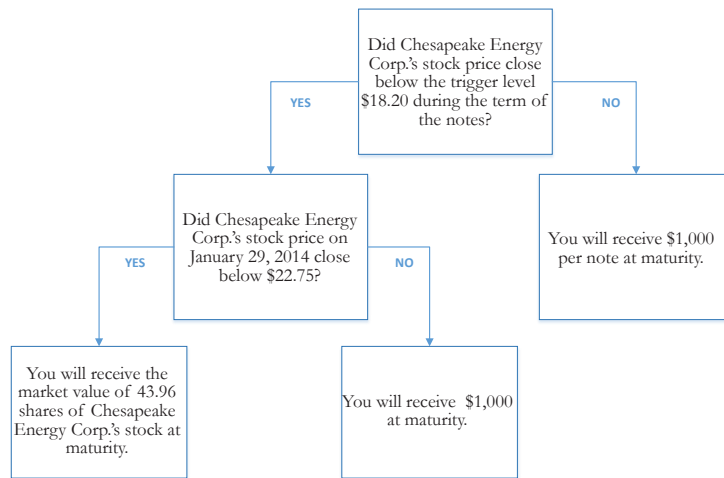 Did Chesapeake Energy
Corp.'s stock price close
below the trigger level
$18.20 during the term of
the notes?
YES
NO
Did Chesapeake Energy
Corp.'s stock price on
January 29, 2014 close
below $22.75?
You will receive $1,000
per note at maturity.
YES
NO
You will receive the
market value of 43.96
shares of Chesapeake
Energy Corp.'s stock at
maturity.
You will receive $1,000
at maturity.